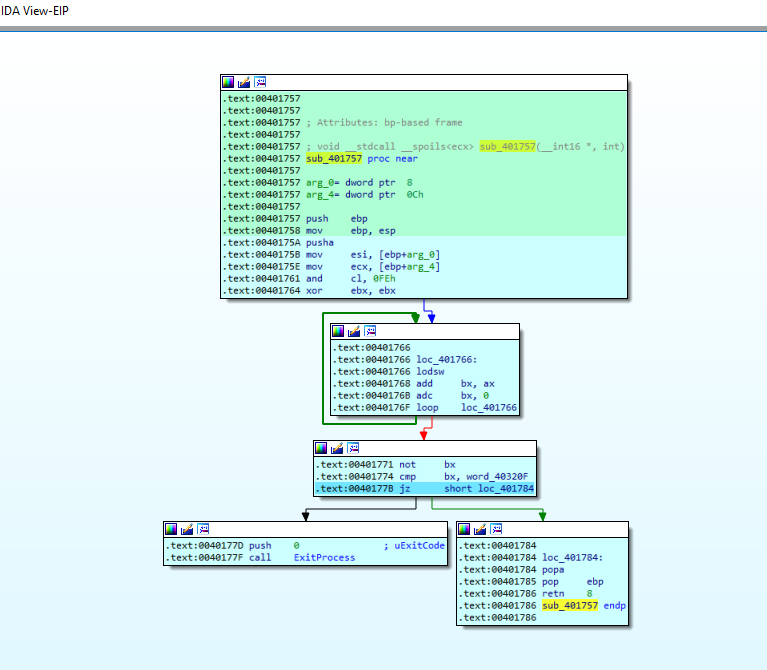 IDA View-EIP
.text:00401757
.text:00401757
.text:00401757 ; Attributes: bp-based frame
.text:00401757
.text:00401757 ; void __stdcall __spoils<ecx> sub_401757(__int16 *, int)
.text:00401757 sub_401757 proc near
.text:00401757
.text:00401757 arg_0= dword ptr  8
.text:00401757 arg_4= dword ptr  0Ch
.text:00401757
.text:00401757 push    ebp
.text:00401758 mov     ebp, esp
.text:0040175A pusha
.text:0040175B mov     esi, [ebp+arg_0]
.text:0040175E mov     ecx, [ebp+arg_4]
.text:00401761 and     cl, 0FEh
.text:00401764 xor     ebx, ebx
.text:00401766
.text:00401766 loc_401766:
.text:00401766 lodsw
.text:00401768 add     bx, ax
.text:0040176B adc     bx, 0
.text:0040176F loop    loc_401766
.text:00401771 not     bx
.text:00401774 cmp     bx, word_40320F
.text:0040177B jz      short loc_401784
.text:0040177D push    0               ; uExitCode
.text:0040177F call    ExitProcess
.text:00401784
.text:00401784 loc_401784:
.text:00401784 popa
.text:00401785 pop     ebp
.text:00401786 retn    8
.text:00401786 sub_401757 endp
.text:00401786